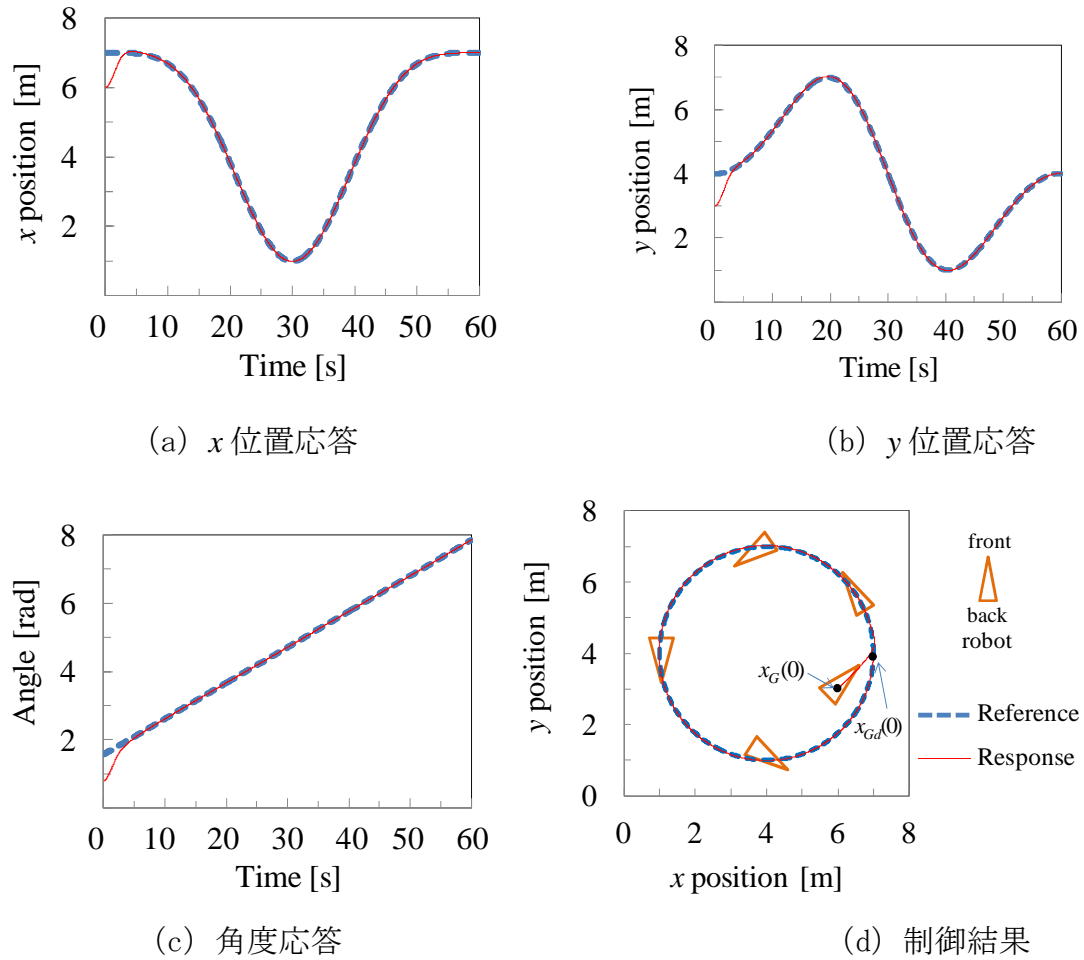 8
6
4
2
x position [m]
0 10 20 30 40 50 60
Time [s]
(a) x 位置応答
8
6
4
2
y position [m]
0 10 20 30 40 50 60
Time [s]
(b) y 位置応答
8
6
4
2
Angle [rad]
0 10 20 30 40 50 60
Time [s]
(c) 角度応答
8
6
4
2
0
y position [m]
0 2 4 6 8
x position [m]
x_G(0)
x_{Gd}(0)
front
back
robot
Reference
Response
(d) 制御結果